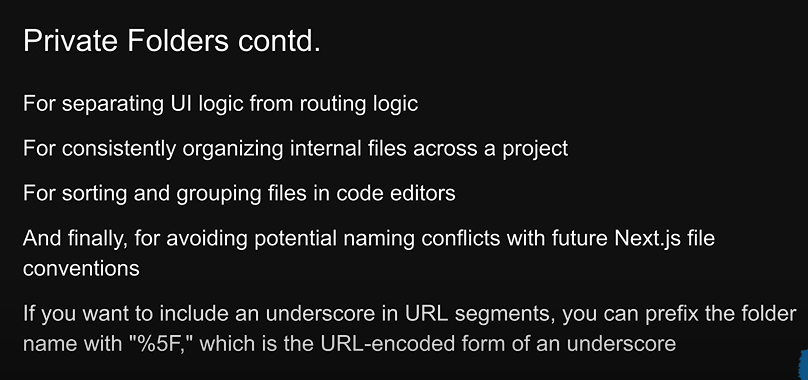 Private Folders contd.
For separating UI logic from routing logic
For consistently organizing internal files across a project
For sorting and grouping files in code editors
And finally, for avoiding potential naming conflicts with future Next.js file
conventions
If you want to include an underscore in URL segments, you can prefix the folder
name with "%5F," which is the URL-encoded form of an underscore